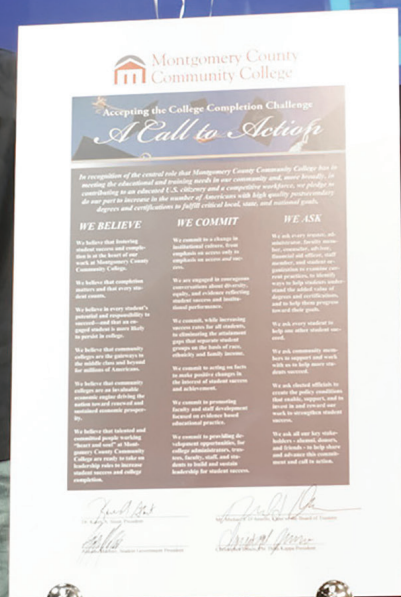 Montgomery County
Community College
Accepting the College Completion Challenge
A Call to Action
In recognition of the central role that Montgomery County Community College has in
meeting the educational and training needs in our community and, more broadly, in
contributing to an educated U.S. citizenry and a competitive workforce, we pledge to
do our part to increase the number of Americans with high quality postsecondary
degrees and certifications to fulfill critical local, state, and national goals.
WE BELIEVE
We believe that fostering
student success and comple-
tion is at the heart of our
work at Montgomery County
Community College.
We believe that completion
matters and that every stu-
dent counts.
We believe in every student's
potential and responsibility to
succeed—and that an en-
gaged student is more likely
to persist in college.
We believe that community
colleges are the gateways to
the middle class and beyond
for millions of Americans.
We believe that community
colleges are an invaluable
economic engine driving the
nation toward renewed and
sustained economic prosper-
ity.
We believe that talented and
committed people working
"heart and soul" at Mont-
gomery County Community
College are ready to take on
leadership roles to increase
student success and college
completion.
WE COMMIT
We commit to a change in
institutional culture, from
emphasis on access only to
emphasis on access and suc-
cess.
We are engaged in courageous
conversations about diversity,
equity, and evidence reflecting
student success and institu-
tional performance.
We commit, while increasing
success rates for all students,
to eliminating the attainment
gaps that separate student
groups on the basis of race,
ethnicity and family income.
We commit to acting on facts
to make positive changes in
the interest of student success
and achievement.
We commit to promoting
faculty and staff development
focused on evidence based
educational practice.
We commit to providing de-
velopment opportunities, for
college administrators, trus-
tees, faculty, staff, and stu-
dents to build and sustain
leadership for student success.
WE ASK
We ask every trustee, ad-
ministrator, faculty mem-
ber, counselor, advisor,
financial aid officer, staff
member, and student or-
ganization to examine cur-
rent practices, to identify
ways to help students under-
stand the added value of
degrees and certifications,
and to help them progress
toward their goals.
We ask every student to
help one other student suc-
ceed.
We ask community mem-
bers to support and work
with us to help more stu-
dents succeed.
We ask elected officials to
create the policy conditions
that enable, support, and to
invest in and reward our
work to strengthen student
success.
We ask all our key stake-
holders – alumni, donors,
and friends – to help share
and advance this commit-
ment and call to action.